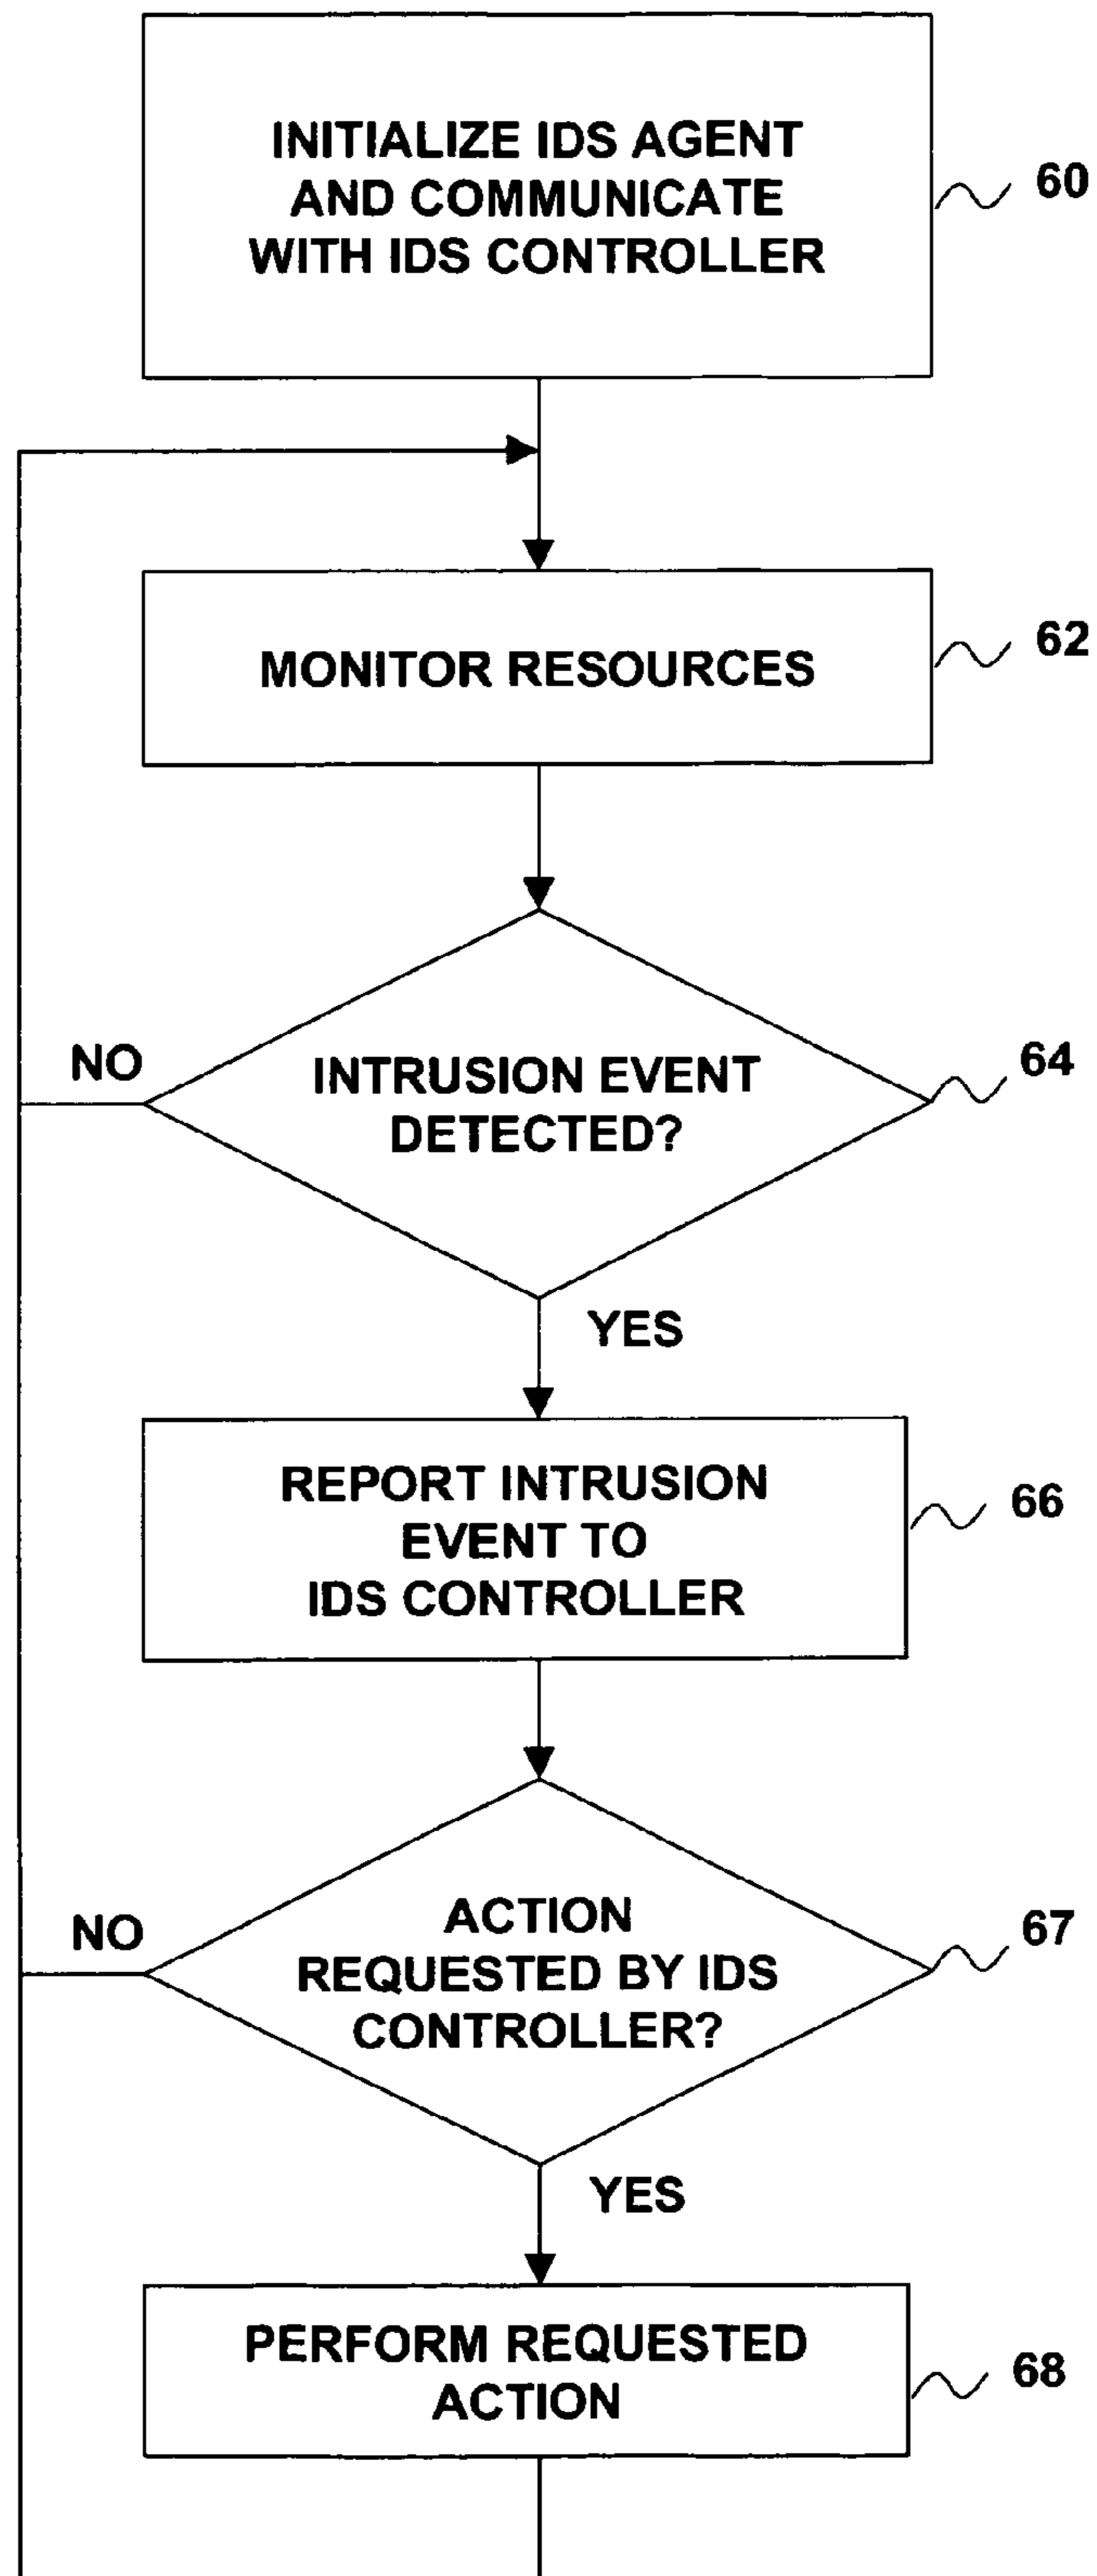 INITIALIZE IDS AGENT
AND COMMUNICATE
WITH IDS CONTROLLER
60
MONITOR RESOURCES
62
NO
INTRUSION EVENT
DETECTED?
64
YES
REPORT INTRUSION
EVENT TO
IDS CONTROLLER
66
NO
ACTION
REQUESTED BY IDS
CONTROLLER?
67
YES
PERFORM REQUESTED
ACTION
68